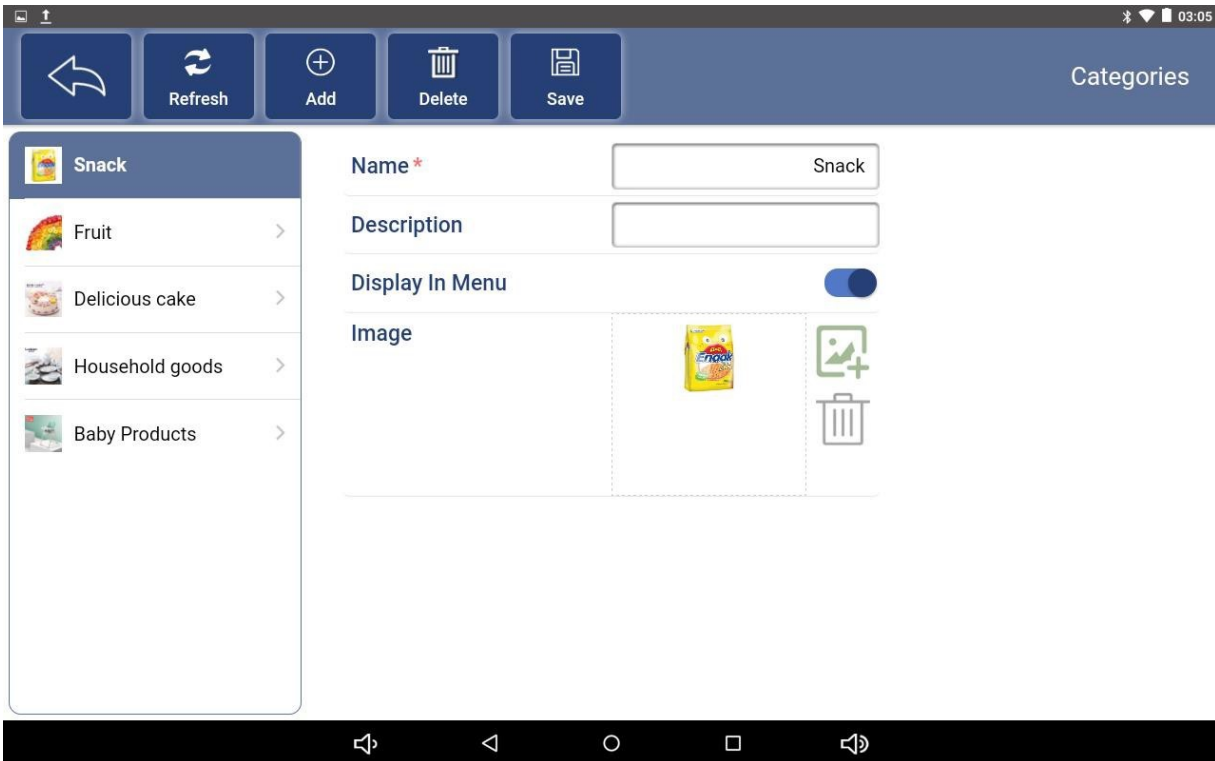 03:05
Refresh
Add
Delete
Save
Categories
Snack
Fruit
Delicious cake
Household goods
Baby Products
Name *
Snack
Description
Display In Menu
Image